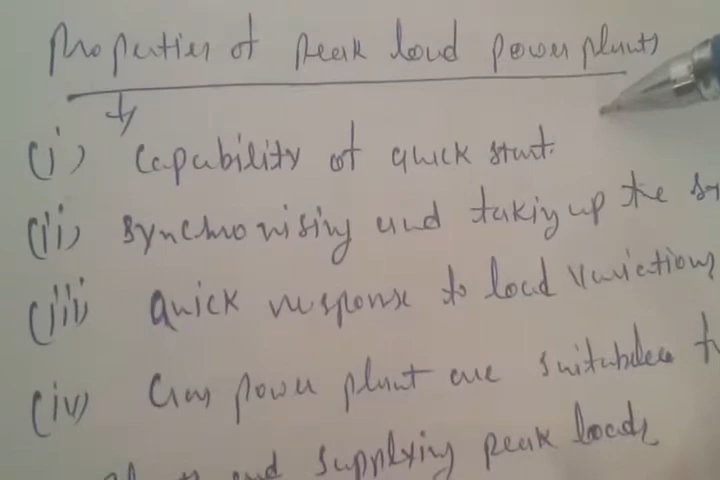 Properties of Peak load power plants
(i) Capability of quick start.
(ii) Synchronising and taking up the
(iii) Quick response to load variations
(iv) Gas power plant are suitable
and supplying peak loads